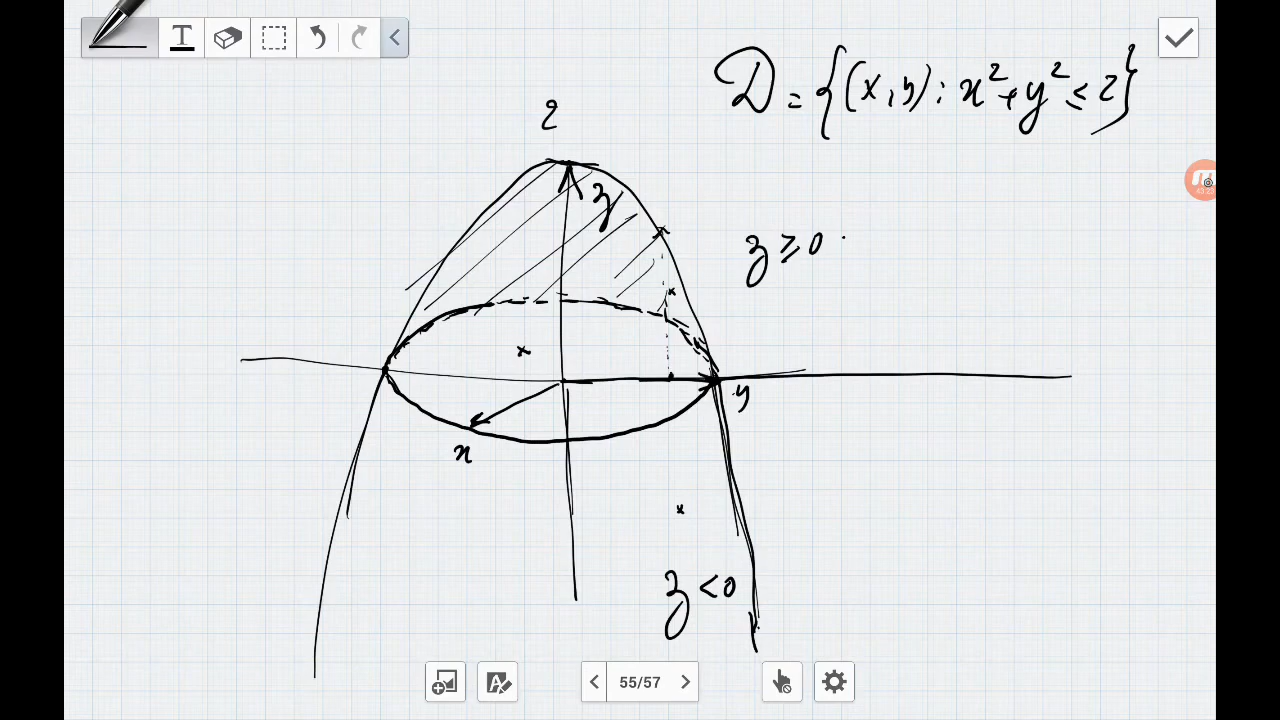 T
D = {(x, y) : x² + y² ≤ 2}
2
z
z ≥ 0
y
x
z < 0
55/57